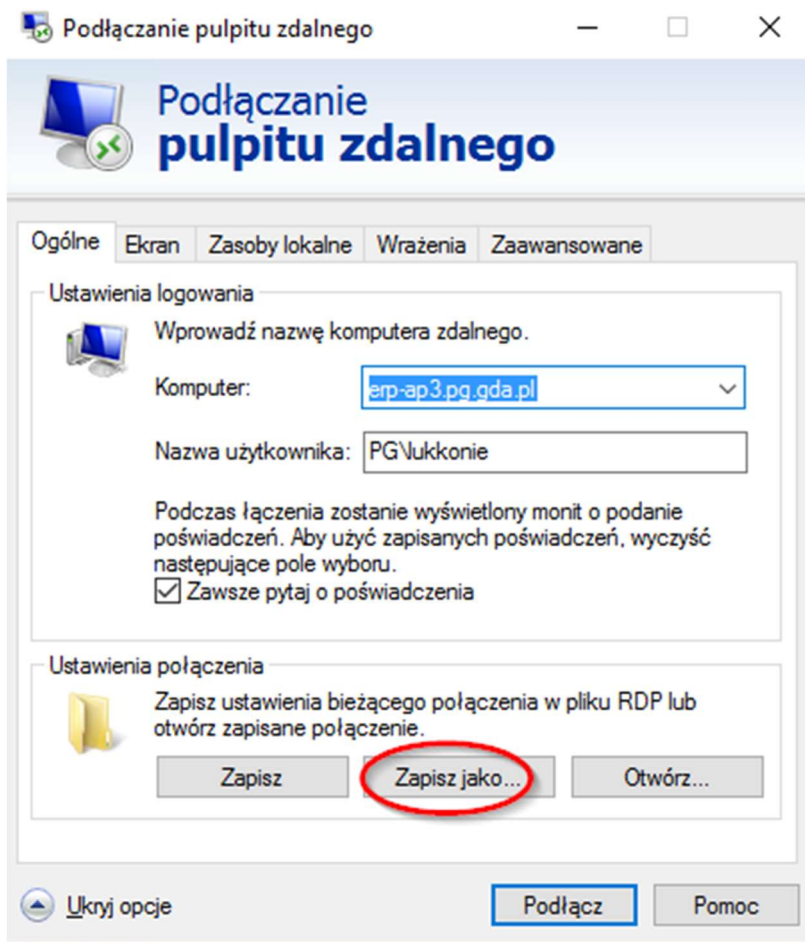 Podłączanie pulpitu zdalnego
Podłączanie
pulpitu zdalnego
Ogólne Ekran Zasoby lokalne Wrażenia Zaawansowane
Ustawienia logowania
Wprowadź nazwę komputera zdalnego.
Komputer: erp-ap3.pg.gda.pl
Nazwa użytkownika: PG\lukkonie
Podczas łączenia zostanie wyświetlony monit o podanie
poświadczeń. Aby użyć zapisanych poświadczeń, wyczyść
następujące pole wyboru.
Zawsze pytaj o poświadczenia
Ustawienia połączenia
Zapisz ustawienia bieżącego połączenia w pliku RDP lub
otwórz zapisane połączenie.
Zapisz Zapisz jako... Otwórz...
Ukryj opcje Podłącz Pomoc